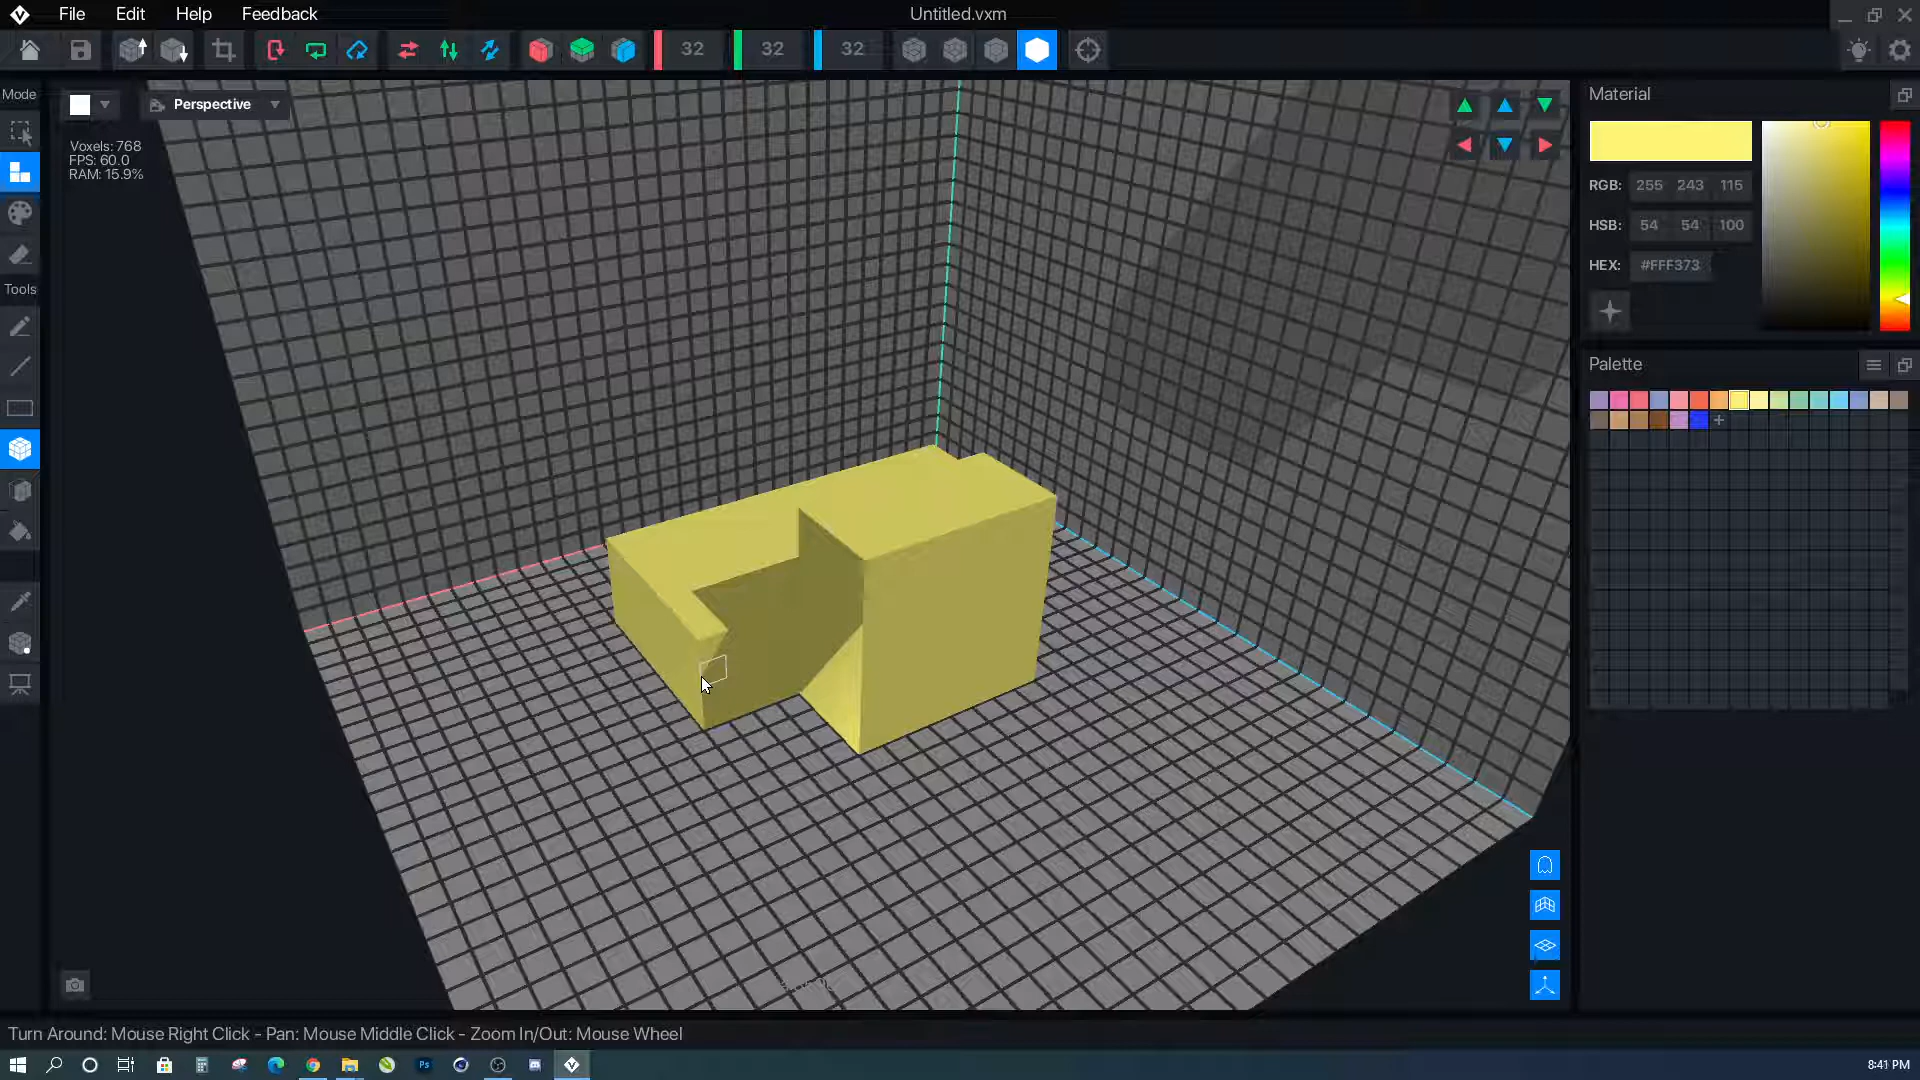 File Edit Help Feedback Untitled.vxm
32 32 32
Mode
Perspective
Voxels: 768
FPS: 60.0
RAM: 15.9%
Tools
Material
RGB: 255 243 115
HSB: 54 54 100
HEX: #FFF373
Palette
Turn Around: Mouse Right Click - Pan: Mouse Middle Click - Zoom In/Out: Mouse Wheel
Ps
8:41 PM